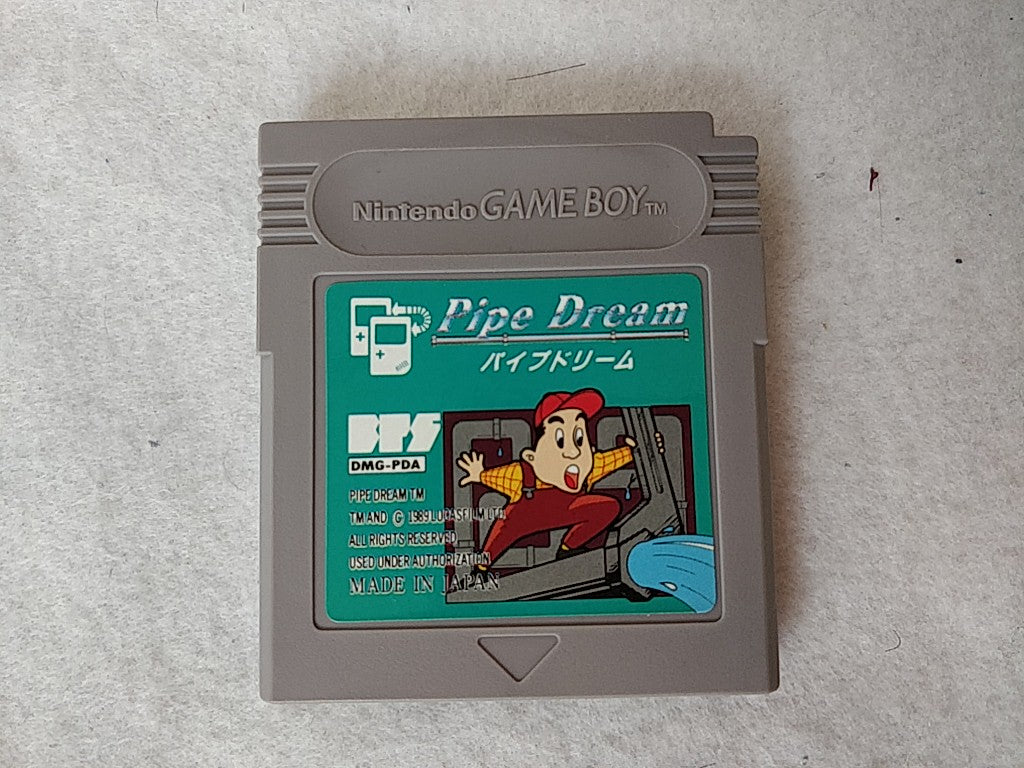 Nintendo GAME BOY TM
Pipe Dream
パイプドリーム
BPS
DMG-PDA
PIPE DREAM TM
TM AND © 1989 LUCASFILM LTD.
ALL RIGHTS RESERVED
USED UNDER AUTHORIZATION
MADE IN JAPAN